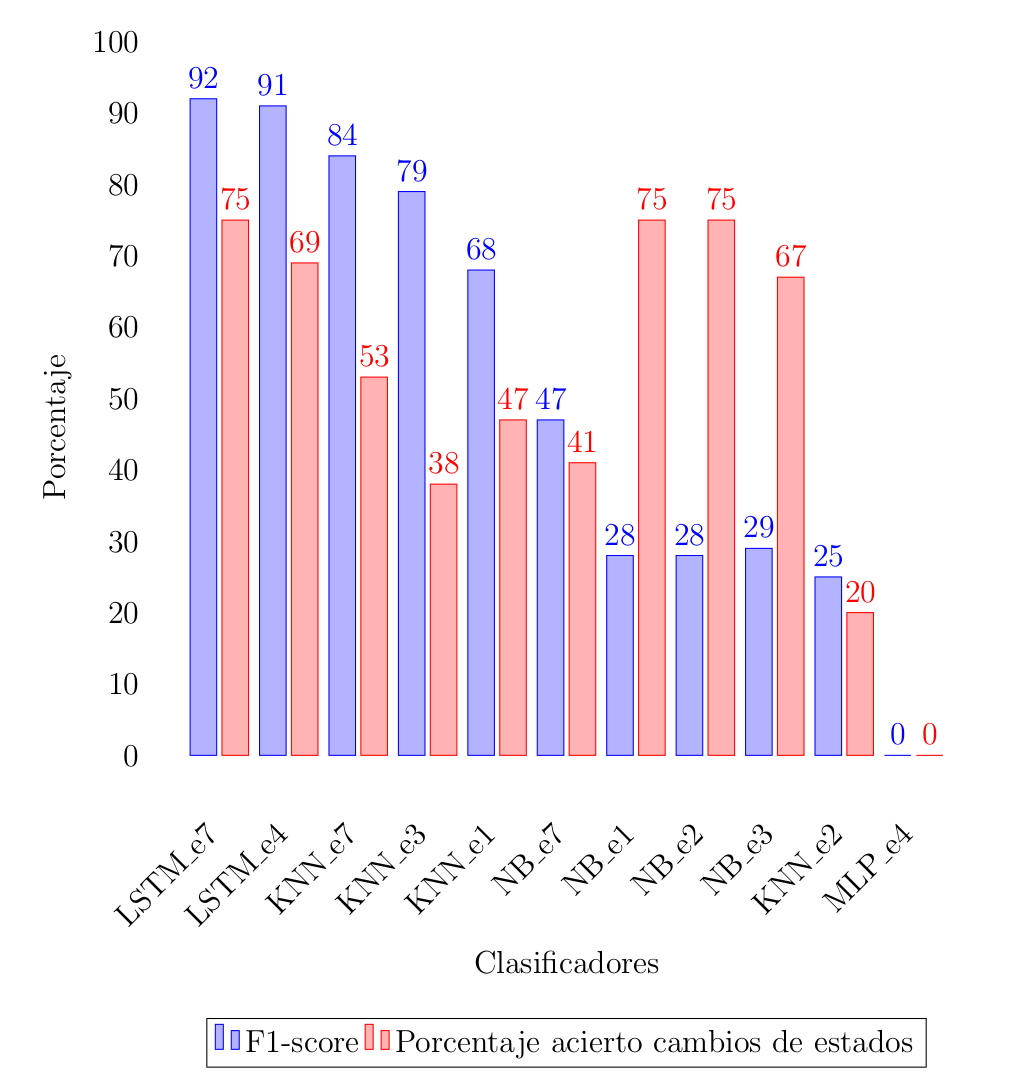 100
90
80
70
60
50
40
30
20
10
0
Porcentaje
92
75
91
69
84
53
79
38
68
47
47
41
28
75
28
75
29
67
25
20
0
0
LSTM_e7
LSTM_e4
KNN_e7
KNN_e3
KNN_e1
NB_e7
NB_e1
NB_e2
NB_e3
KNN_e2
MLP_e4
Clasificadores
F1-score Porcentaje acierto cambios de estados